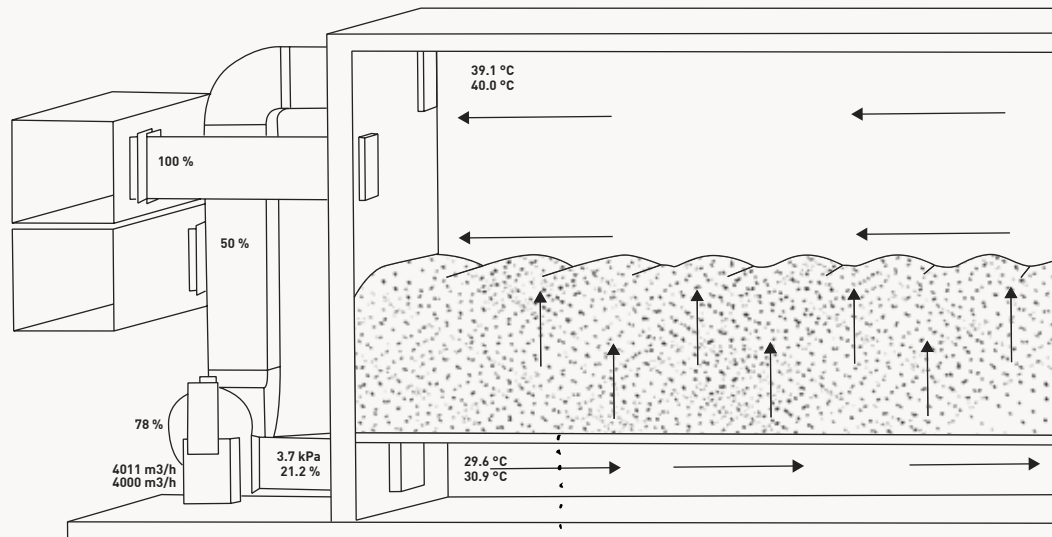 39.1 °C
40.0 °C
100 %
50 %
78 %
3.7 kPa
21.2 %
4011 m3/h
4000 m3/h
29.6 °C
30.9 °C